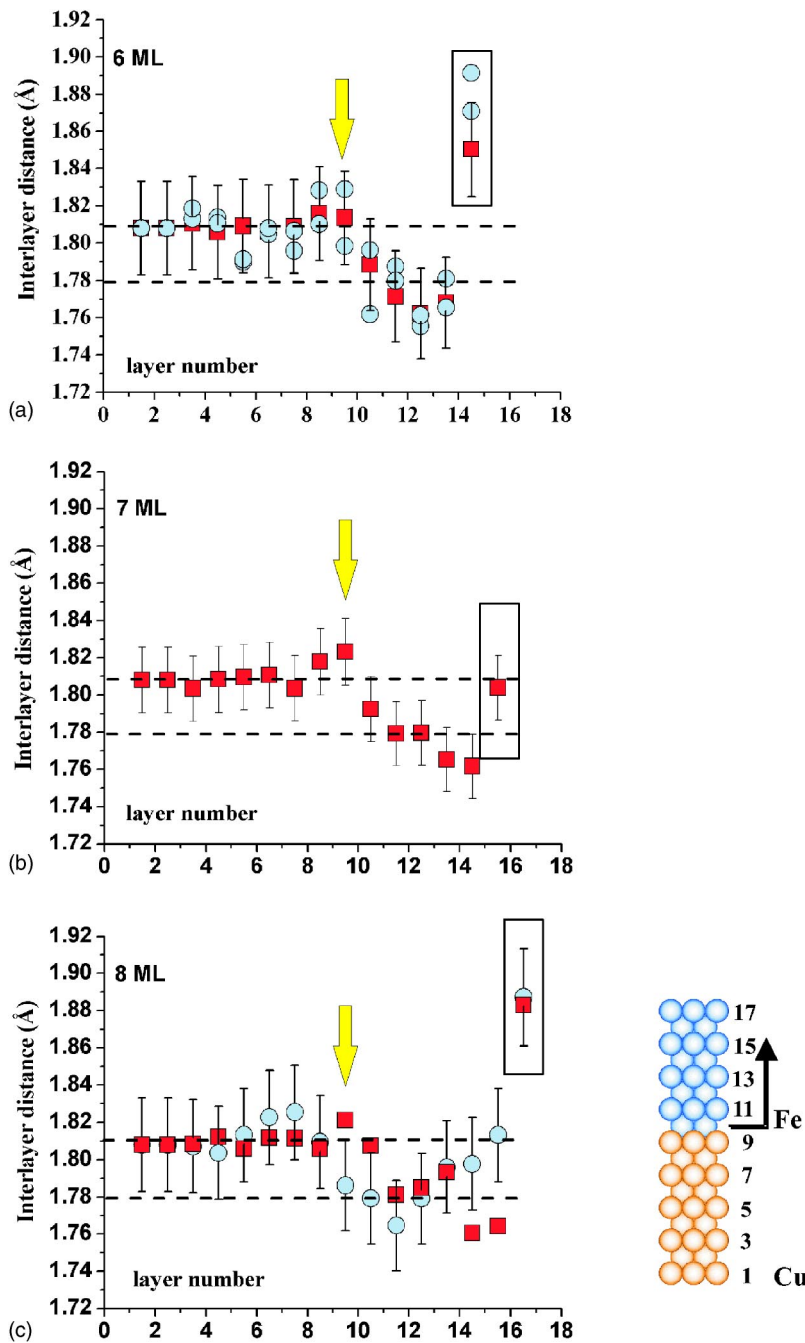 1.92
1.90
1.88
1.86
1.84
1.82
1.80
1.78
1.76
1.74
1.72
Interlayer distance (Å)
6 ML
layer number
0 2 4 6 8 10 12 14 16 18
(a)
1.92
1.90
1.88
1.86
1.84
1.82
1.80
1.78
1.76
1.74
1.72
Interlayer distance (Å)
7 ML
layer number
0 2 4 6 8 10 12 14 16 18
(b)
1.92
1.90
1.88
1.86
1.84
1.82
1.80
1.78
1.76
1.74
1.72
Interlayer distance (Å)
8 ML
layer number
0 2 4 6 8 10 12 14 16 18
(c)
17
15
13
11
Fe
9
7
5
3
1 Cu